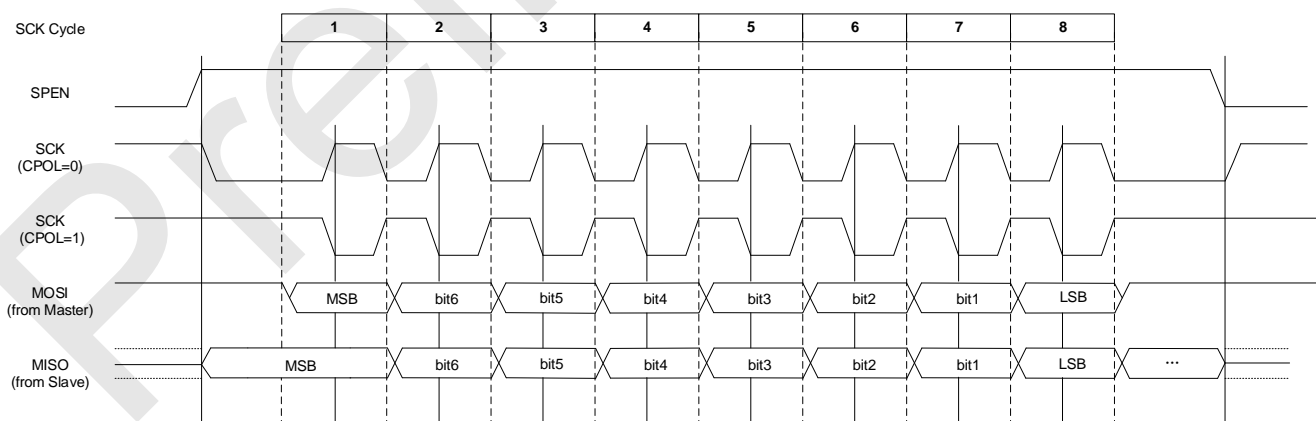 SCK Cycle 1 2 3 4 5 6 7 8
SPEN
SCK
(CPOL=0)
SCK
(CPOL=1)
MOSI
(from Master)
MSB bit6 bit5 bit4 bit3 bit2 bit1 LSB
MISO
(from Slave)
MSB bit6 bit5 bit4 bit3 bit2 bit1 LSB ...